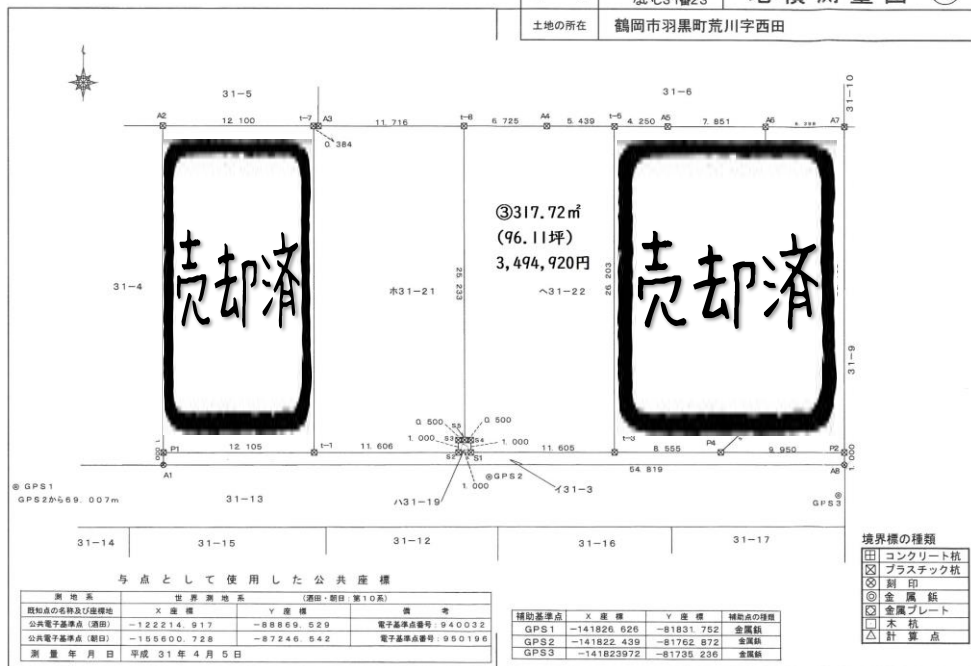 土地の所在 鶴岡市羽黒町荒川字西田
31-5
31-6
31-10
A2 12.100 t-7 A3 11.716 t-8 6.725 A4 5.439 t-5 4.250 A5 7.851 A6 A7
0.384
③317.72㎡
(96.11坪)
3,494,920円
売却済
売却済
31-4
ホ31-21
25.233
ヘ31-22
26.203
31-9
0.500 S5 0.500
1.000 S3 S4 1.000
P1 12.105 t-1 11.606 S2 S1 11.605 t-3 8.555 P4 9.950 P2
1.000
1.000
54.819
A1
A8
◎GPS1
GPS2から69.007m
31-13
ハ31-19
◎GPS2
イ31-3
◎
GPS3
31-14 31-15 31-12 31-16 31-17
境界標の種類
コンクリート杭
プラスチック杭
刻印
金属鋲
金属プレート
木杭
計算点
与点として使用した公共座標
測地系 世界測地系 (酒田・朝日:第10系)
既知点の名称及び座標地 X座標 Y座標 備考
公共電子基準点(酒田) -122214.917 -88869.529 電子基準点番号:940032
公共電子基準点(朝日) -155600.728 -87246.542 電子基準点番号:950196
測量年月日 平成31年4月5日
補助基準点 X座標 Y座標 補助点の種類
GPS1 -141826.626 -81831.752 金属鋲
GPS2 -141822.439 -81762.872 金属鋲
GPS3 -141823972 -81735.236 金属鋲